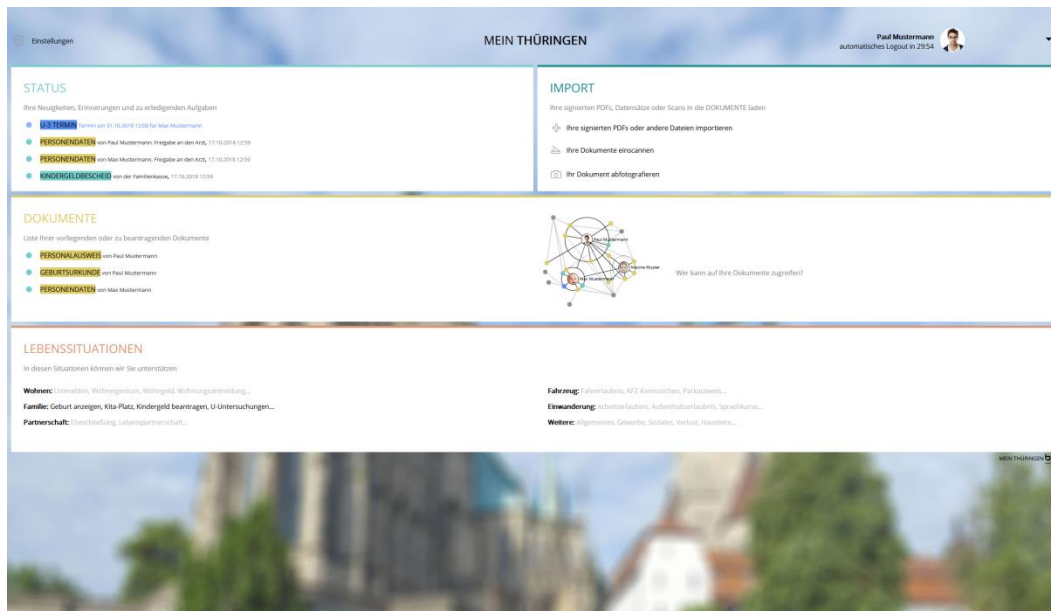 Einstellungen
MEIN THÜRINGEN
Paul Mustermann
automatisches Logout in 29:54
STATUS
Ihre Neuigkeiten, Erinnerungen und zu erledigenden Aufgaben
U-3 TERMIN Termin am 31.10.2018 12:00 für Max Mustermann
PERSONENDATEN von Paul Mustermann, Freigabe an den Arzt, 17.10.2018 12:59
PERSONENDATEN von Max Mustermann, Freigabe an den Arzt, 17.10.2018 12:59
KINDERGELDBESCHEID von der Familienkasse, 17.10.2018 12:59
IMPORT
Ihre signierten PDFs, Datensätze oder Scans in die DOKUMENTE laden
Ihre signierten PDFs oder andere Dateien importieren
Ihre Dokumente einscannen
Ihr Dokument abfotografieren
DOKUMENTE
Liste Ihrer vorliegenden oder zu beantragenden Dokumente
PERSONALAUSWEIS von Paul Mustermann
GEBURTSURKUNDE von Paul Mustermann
PERSONENDATEN von Max Mustermann
Paul Mustermann
Marine Muster
Max Mustermann
Wer kann auf Ihre Dokumente zugreifen?
LEBENSSITUATIONEN
In diesen Situationen können wir Sie unterstützen
Wohnen: Ummelden, Wohneigentum, Wohngeld, Wohnungsanmeldung...
Familie: Geburt anzeigen, Kita-Platz, Kindergeld beantragen, U-Untersuchungen...
Partnerschaft: Eheschließung, Lebenspartnerschaft...
Fahrzeug: Fahrerlaubnis, KFZ-Kennzeichen, Parkausweis...
Einwanderung: Arbeitserlaubnis, Aufenthaltserlaubnis, Sprachkurse...
Weitere: Allgemeines, Gewerbe, Soziales, Verlust, Haustiere...
MEIN THÜRINGEN